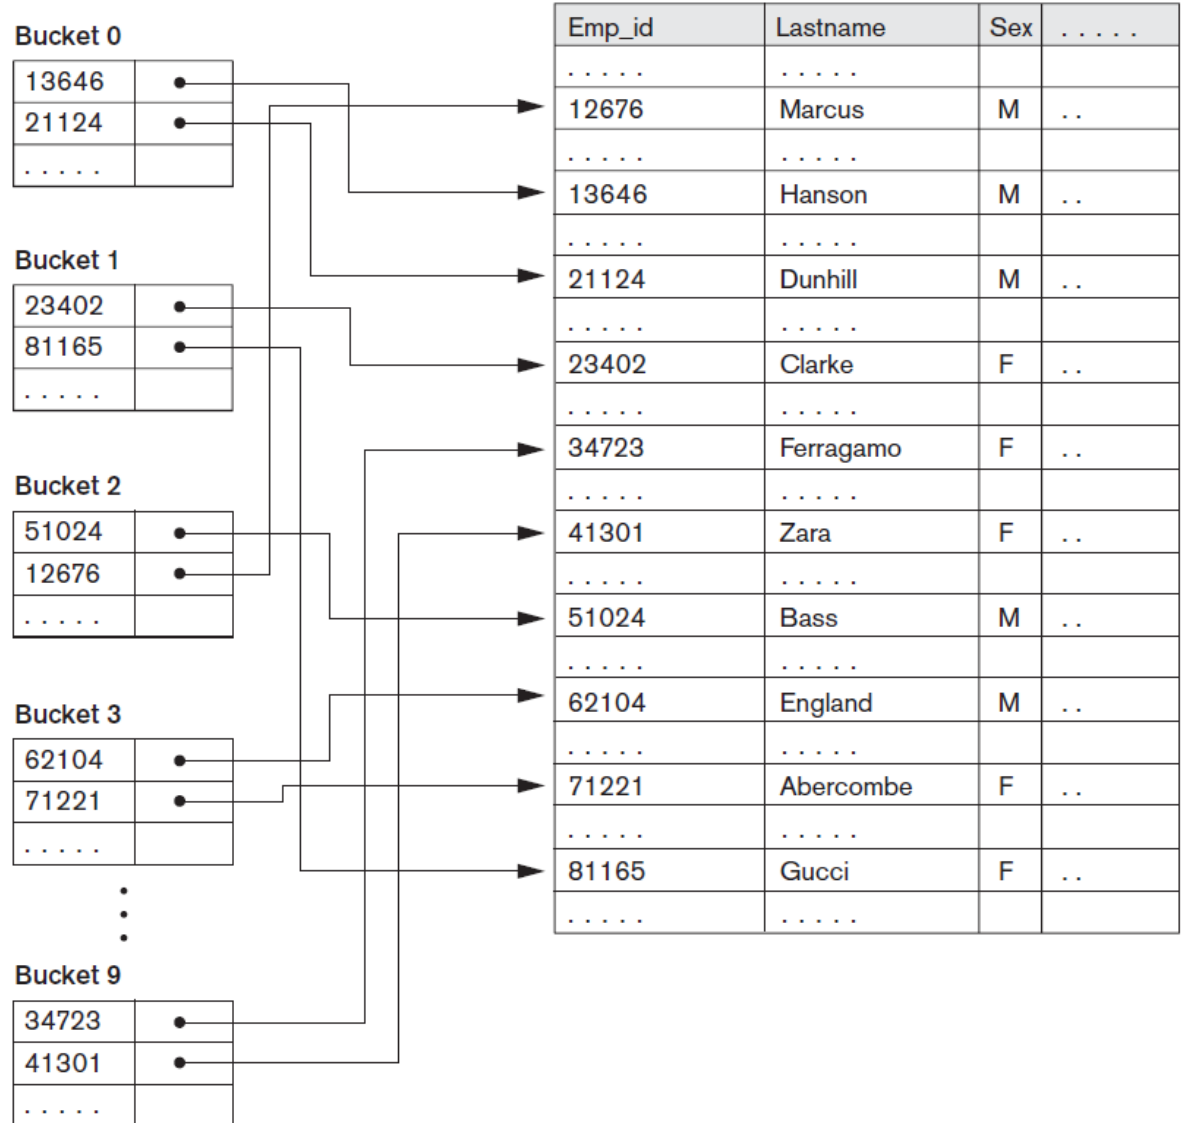 Bucket 0
13646
21124
. . . . .
Bucket 1
23402
81165
. . . . .
Bucket 2
51024
12676
. . . . .
Bucket 3
62104
71221
. . . . .
Bucket 9
34723
41301
. . . . .
Emp_id Lastname Sex . . . . .
. . . . . . . . . .
12676 Marcus M . .
. . . . . . . . . .
13646 Hanson M . .
. . . . . . . . . .
21124 Dunhill M . .
. . . . . . . . . .
23402 Clarke F . .
. . . . . . . . . .
34723 Ferragamo F . .
. . . . . . . . . .
41301 Zara F . .
. . . . . . . . . .
51024 Bass M . .
. . . . . . . . . .
62104 England M . .
. . . . . . . . . .
71221 Abercombe F . .
. . . . . . . . . .
81165 Gucci F . .
. . . . . . . . . .